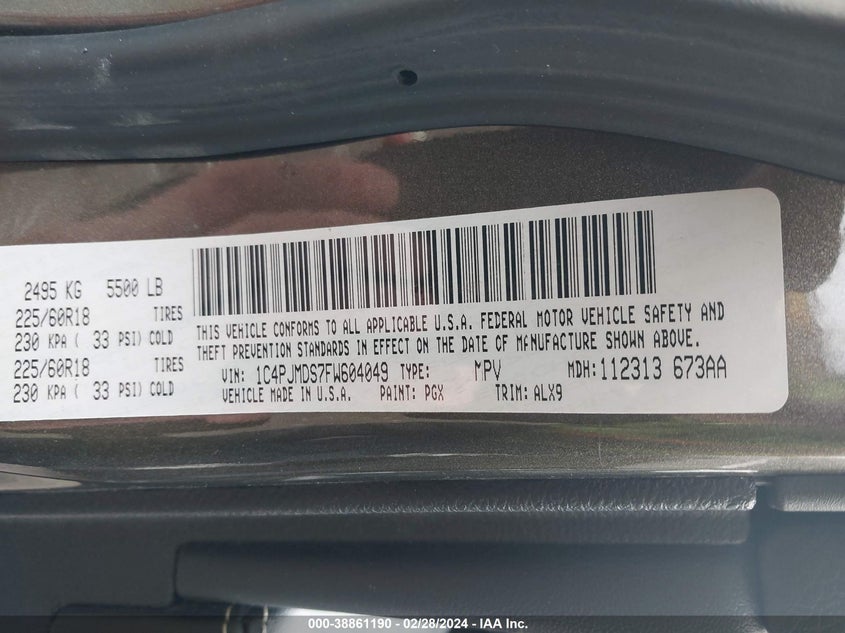 2495 KG 5500 LB
225/60R18 TIRES
230 KPA ( 33 PSI) COLD
225/60R18 TIRES
230 KPA ( 33 PSI) COLD
THIS VEHICLE CONFORMS TO ALL APPLICABLE U.S.A. FEDERAL MOTOR VEHICLE SAFETY AND
THEFT PREVENTION STANDARDS IN EFFECT ON THE DATE OF MANUFACTURE SHOWN ABOVE.
VIN: 1C4PJMDS7FW604049 TYPE: MPV MDH: 112313 673AA
VEHICLE MADE IN U.S.A. PAINT: PGX TRIM: ALX9
000-38861190 - 02/28/2024 - IAA Inc.